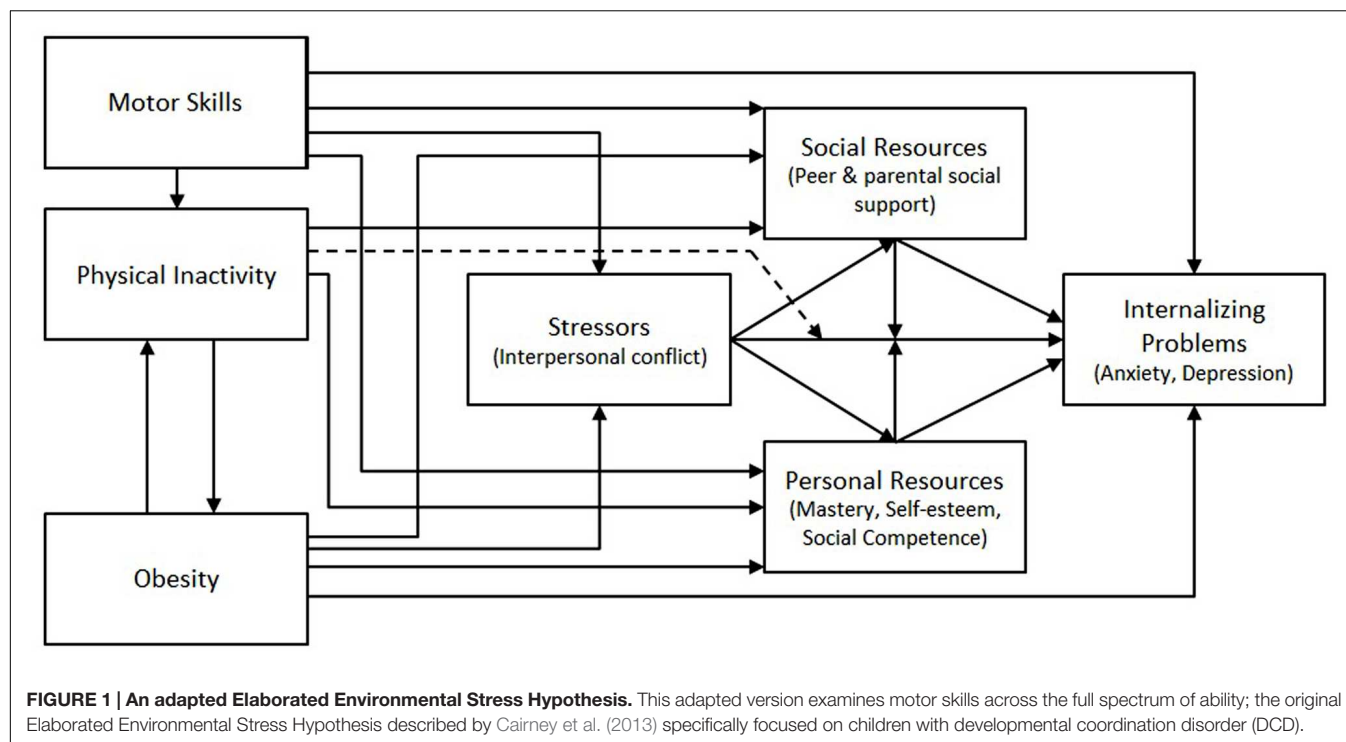 Motor Skills
Physical Inactivity
Obesity
Stressors
(Interpersonal conflict)
Social Resources
(Peer & parental social
support)
Personal Resources
(Mastery, Self-esteem,
Social Competence)
Internalizing
Problems
(Anxiety, Depression)
FIGURE 1 | An adapted Elaborated Environmental Stress Hypothesis. This adapted version examines motor skills across the full spectrum of ability; the original
Elaborated Environmental Stress Hypothesis described by Cairney et al. (2013) specifically focused on children with developmental coordination disorder (DCD).